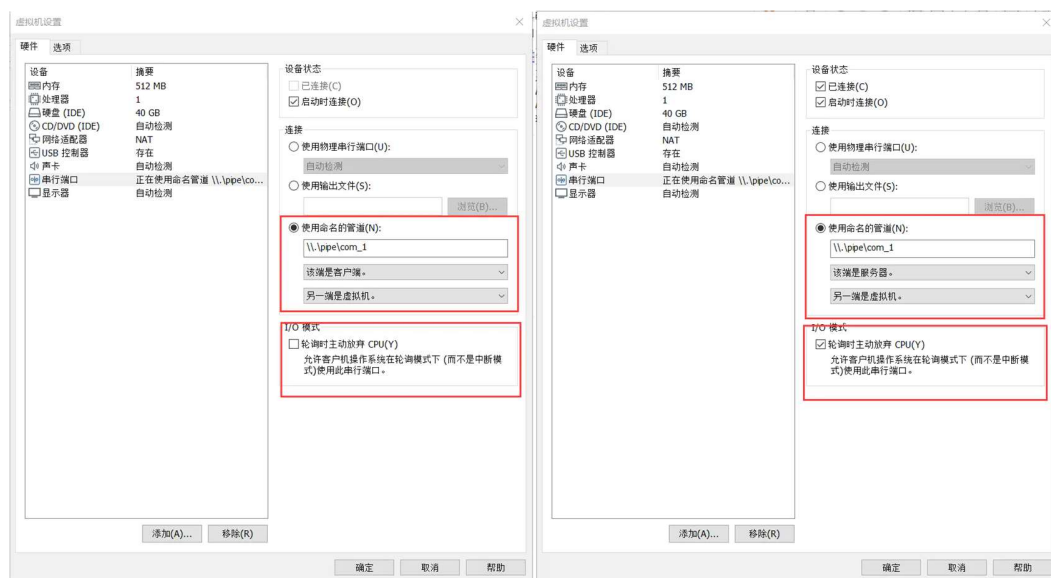 虚拟机设置
硬件 选项
设备 摘要
内存 512 MB
处理器 1
硬盘 (IDE) 40 GB
CD/DVD (IDE) 自动检测
网络适配器 NAT
USB 控制器 存在
声卡 自动检测
串行端口 正在使用命名管道 \\.\pipe\co...
显示器 自动检测
添加(A)... 移除(R)
设备状态
已连接(C)
启动时连接(O)
连接
使用物理串行端口(U):
自动检测
使用输出文件(S):
浏览(B)...
使用命名的管道(N):
\\.\pipe\com_1
该端是客户端。
另一端是虚拟机。
I/O 模式
轮询时主动放弃 CPU(Y)
允许客户机操作系统在轮询模式下 (而不是中断模
式)使用此串行端口。
确定 取消 帮助
虚拟机设置
硬件 选项
设备 摘要
内存 512 MB
处理器 1
硬盘 (IDE) 40 GB
CD/DVD (IDE) 自动检测
网络适配器 NAT
USB 控制器 存在
声卡 自动检测
串行端口 正在使用命名管道 \\.\pipe\co...
显示器 自动检测
添加(A)... 移除(R)
设备状态
已连接(C)
启动时连接(O)
连接
使用物理串行端口(U):
自动检测
使用输出文件(S):
浏览(B)...
使用命名的管道(N):
\\.\pipe\com_1
该端是服务器。
另一端是虚拟机。
I/O 模式
轮询时主动放弃 CPU(Y)
允许客户机操作系统在轮询模式下 (而不是中断模
式)使用此串行端口。
确定 取消 帮助